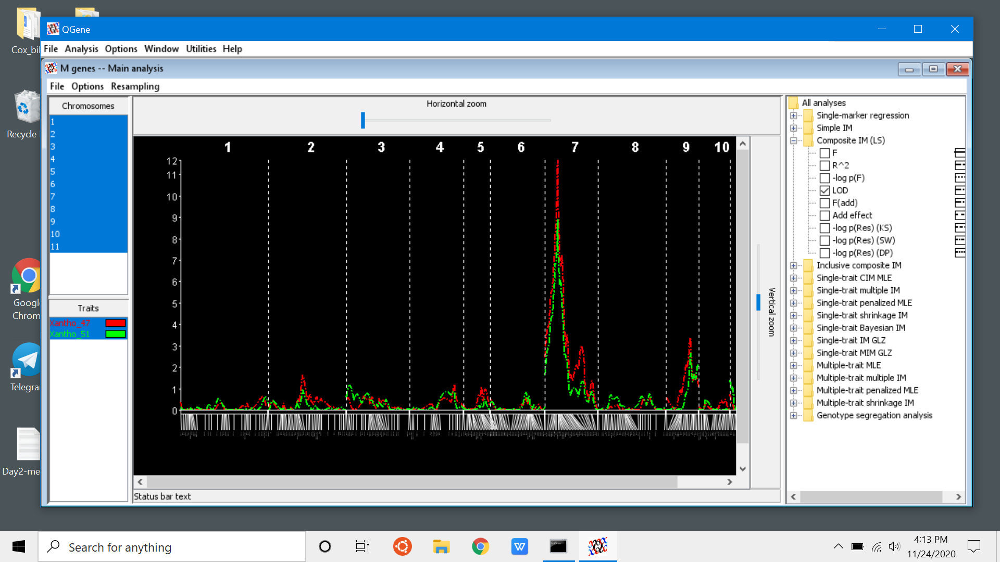 Cox_bil
Recycle
Googl
Chrom
Telegra
Day2-me
QGene
File Analysis Options Window Utilities Help
M genes -- Main analysis
File Options Resampling
Chromosomes
1
2
3
4
5
6
7
8
9
10
11
Traits
Xantho_47
Xantho_51
Horizontal zoom
1 2 3 4 5 6 7 8 9 10
12
11
10
9
8
7
6
5
4
3
2
1
0
Vertical zoom
Status bar text
All analyses
Single-marker regression
Simple IM
Composite IM (LS)
F
R^2
-log p(F)
LOD
F(add)
Add effect
-log p(Res) (KS)
-log p(Res) (SW)
-log p(Res) (DP)
Inclusive composite IM
Single-trait CIM MLE
Single-trait multiple IM
Single-trait penalized MLE
Single-trait shrinkage IM
Single-trait Bayesian IM
Single-trait IM GLZ
Single-trait MIM GLZ
Multiple-trait MLE
Multiple-trait multiple IM
Multiple-trait penalized MLE
Multiple-trait shrinkage IM
Genotype segregation analysis
Search for anything
4:13 PM
11/24/2020